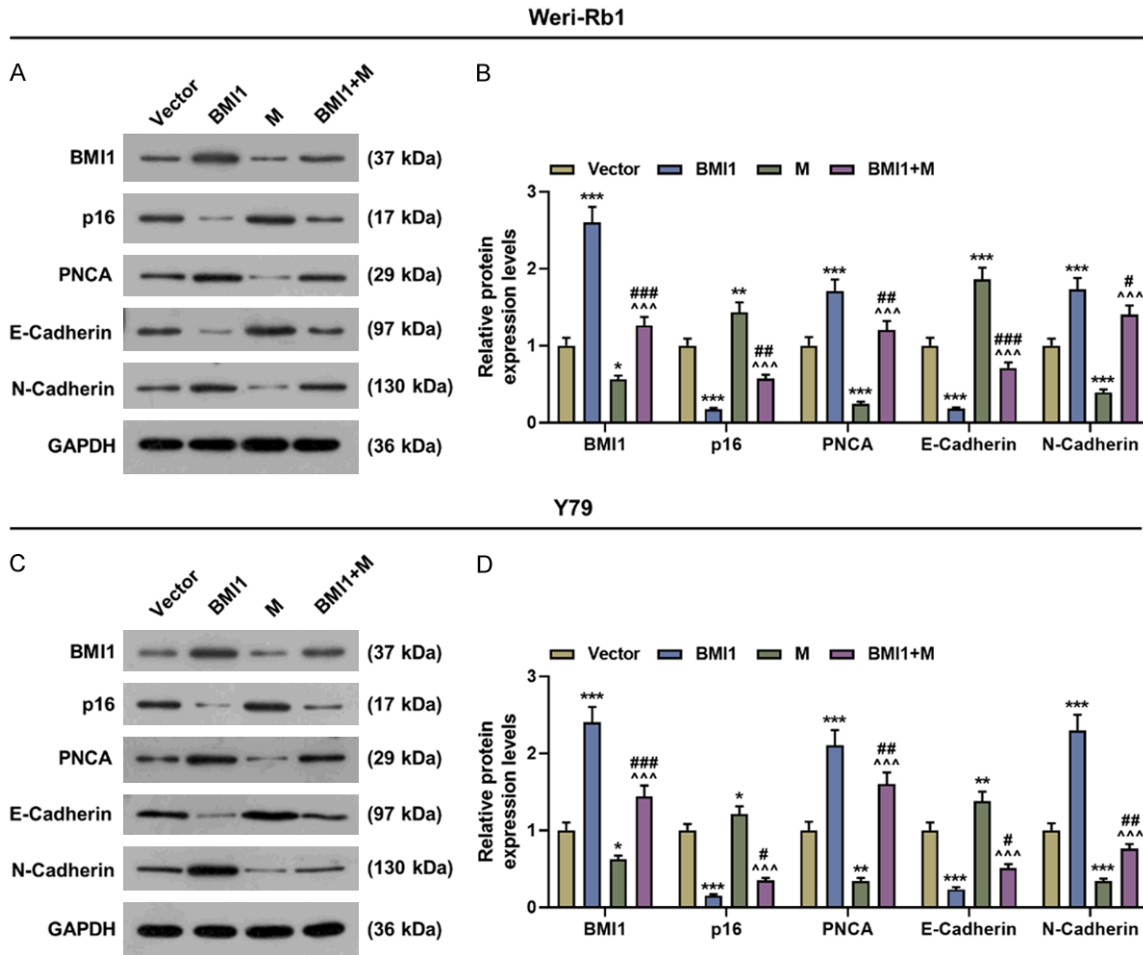 Weri-Rb1
A
Vector BMI1 M BMI1+M
BMI1 (37 kDa)
p16 (17 kDa)
PNCA (29 kDa)
E-Cadherin (97 kDa)
N-Cadherin (130 kDa)
GAPDH (36 kDa)
B
Vector BMI1 M BMI1+M
Relative protein
expression levels
3
2
1
0
*** * ### ^^^
*** ** ## ^^^
*** *** ## ^^^
*** *** ### ^^^
*** *** # ^^^
BMI1 p16 PNCA E-Cadherin N-Cadherin
Y79
C
Vector BMI1 M BMI1+M
BMI1 (37 kDa)
p16 (17 kDa)
PNCA (29 kDa)
E-Cadherin (97 kDa)
N-Cadherin (130 kDa)
GAPDH (36 kDa)
D
Vector BMI1 M BMI1+M
Relative protein
expression levels
3
2
1
0
*** * ### ^^^
*** * # ^^^
*** ** ## ^^^
*** ** # ^^^
*** *** ## ^^^
BMI1 p16 PNCA E-Cadherin N-Cadherin